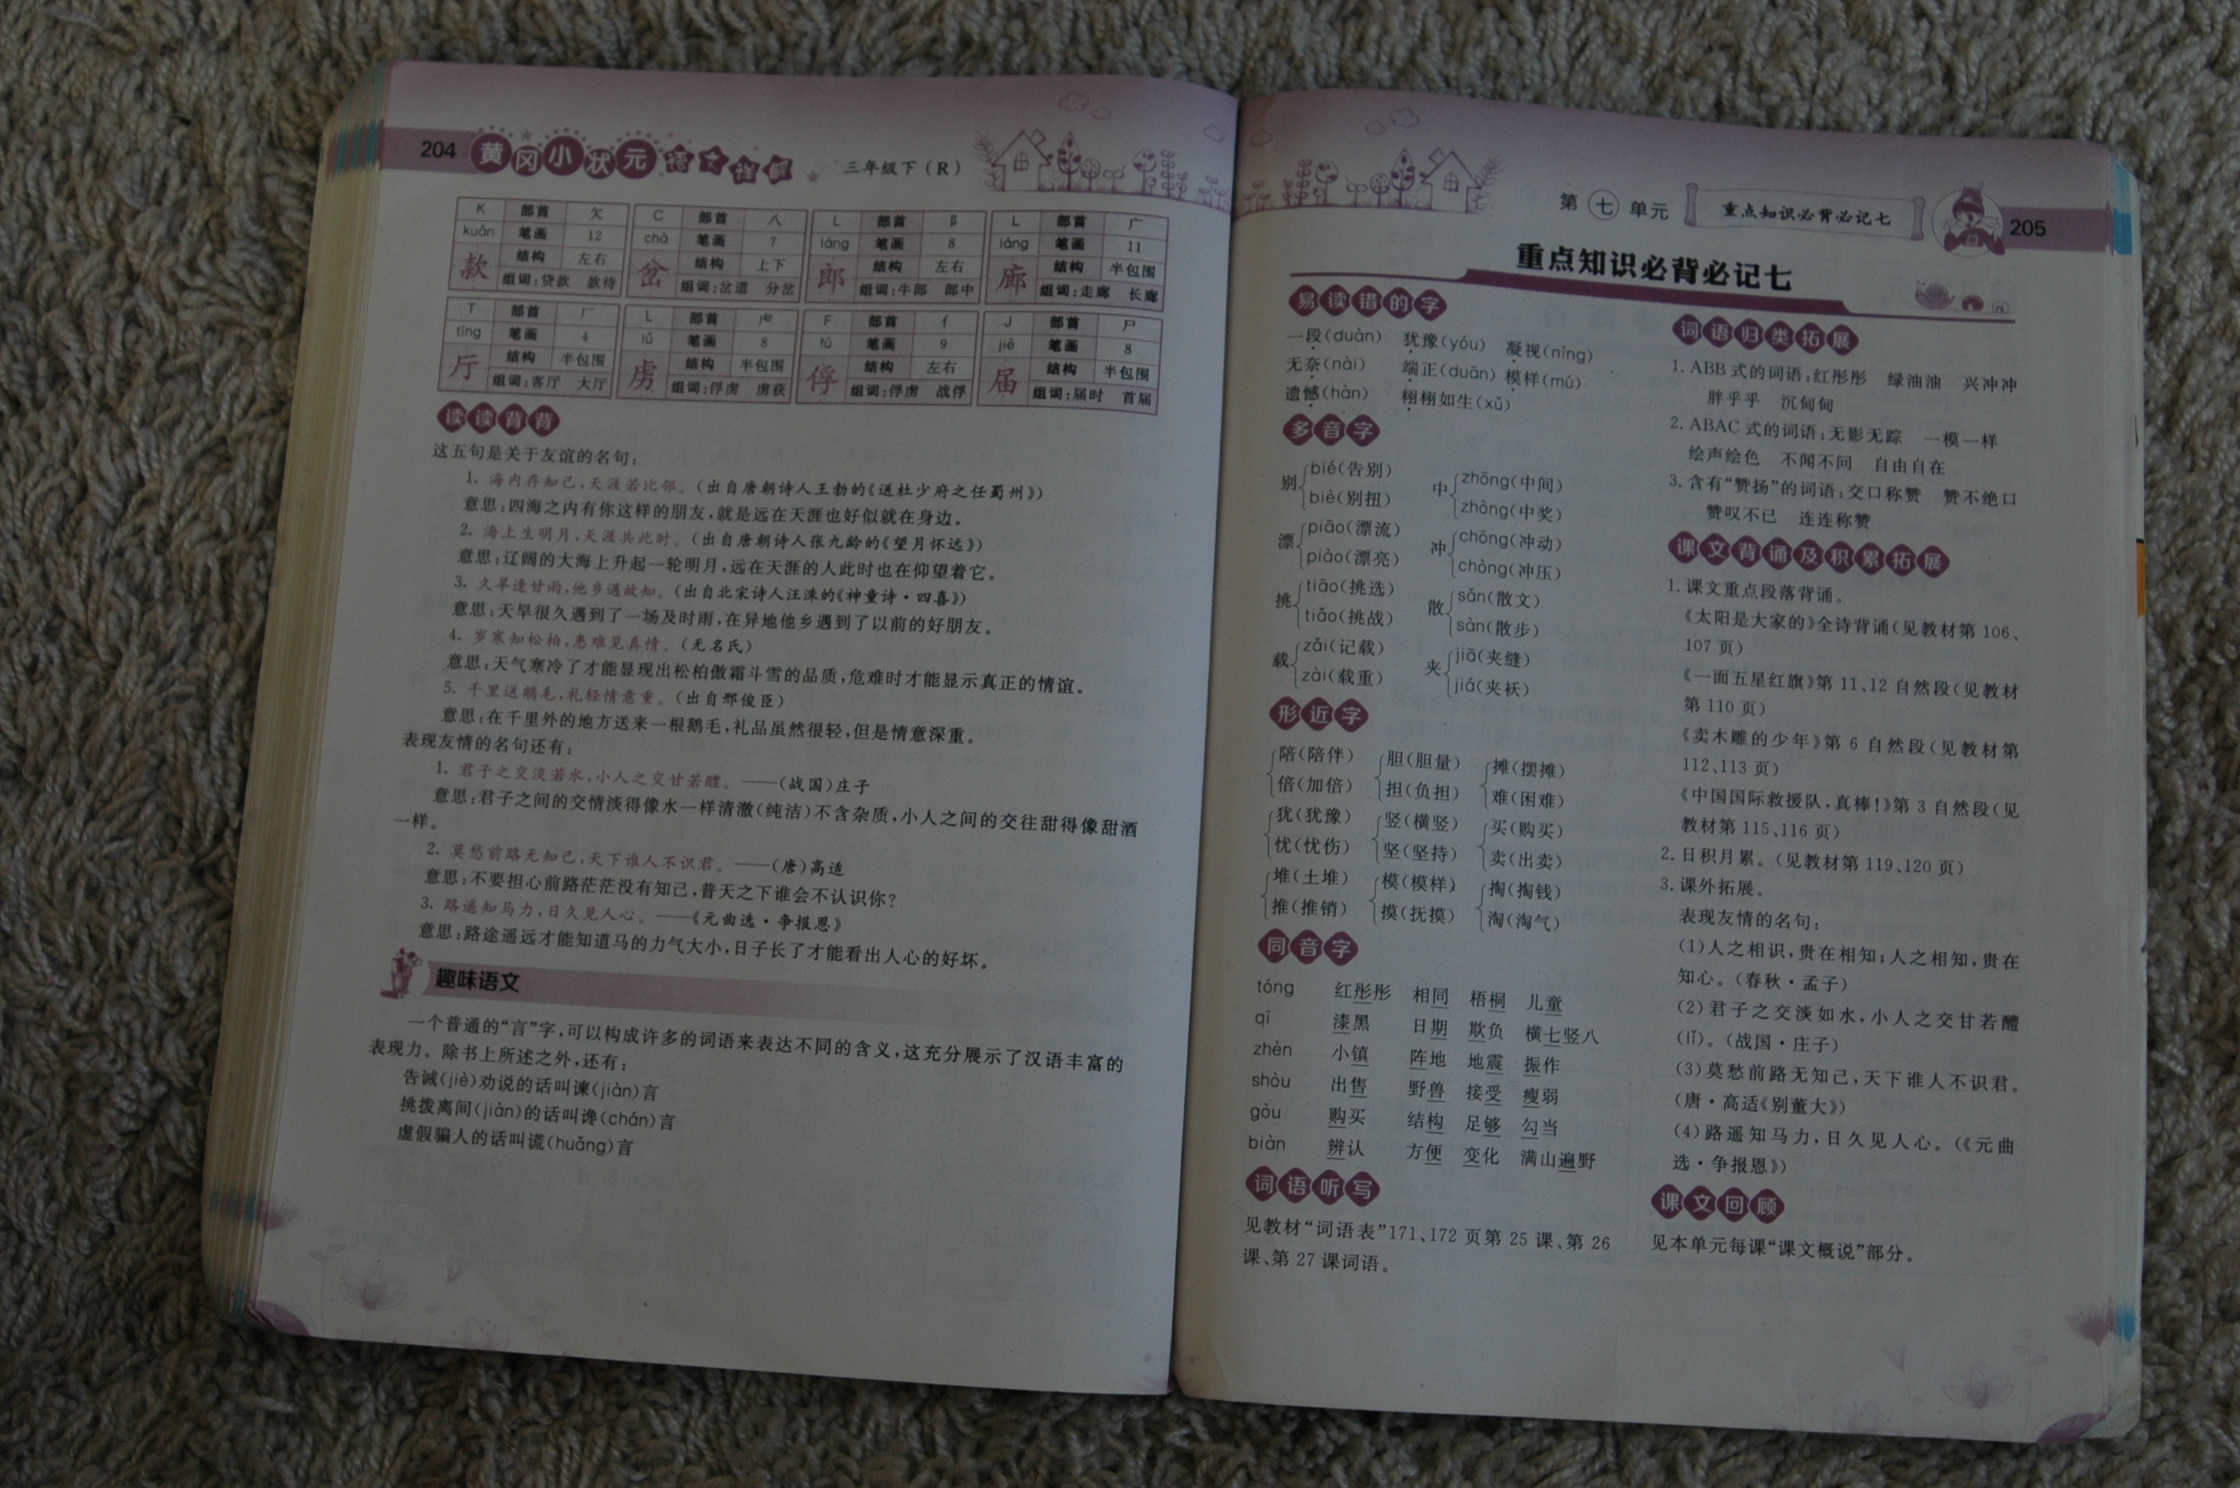 204 黄冈小状元 语文详解 三年级下(R)
K 部首 欠
kuǎn 笔画 12
款 结构 左右
组词:贷款 款待
C 部首 八
chà 笔画 7
岔 结构 上下
组词:岔道 分岔
L 部首 阝
láng 笔画 8
郎 结构 左右
组词:牛郎 郎中
L 部首 广
láng 笔画 11
廊 结构 半包围
组词:走廊 长廊
T 部首 厂
tīng 笔画 4
厅 结构 半包围
组词:客厅 大厅
L 部首 虍
lǔ 笔画 8
虏 结构 半包围
组词:俘虏 虏获
F 部首 亻
fú 笔画 9
俘 结构 左右
组词:俘虏 战俘
J 部首 尸
jiè 笔画 8
届 结构 半包围
组词:届时 首届
读读背背
这五句是关于友谊的名句:
1. 海内存知己,天涯若比邻。(出自唐朝诗人王勃的《送杜少府之任蜀州》)
意思:四海之内有你这样的朋友,就是远在天涯也好似就在身边。
2. 海上生明月,天涯共此时。(出自唐朝诗人张九龄的《望月怀远》)
意思:辽阔的大海上升起一轮明月,远在天涯的人此时也在仰望着它。
3. 久旱逢甘雨,他乡遇故知。(出自北宋诗人汪洙的《神童诗·四喜》)
意思:天旱很久遇到了一场及时雨,在异地他乡遇到了以前的好朋友。
4. 岁寒知松柏,患难见真情。(无名氏)
意思:天气寒冷了才能显现出松柏傲霜斗雪的品质,危难时才能显示真正的情谊。
5. 千里送鹅毛,礼轻情意重。(出自邢俊臣)
意思:在千里外的地方送来一根鹅毛,礼品虽然很轻,但是情意深重。
表现友情的名句还有:
1. 君子之交淡若水,小人之交甘若醴。——(战国)庄子
意思:君子之间的交情淡得像水一样清澈(纯洁)不含杂质,小人之间的交往甜得像甜酒
一样。
2. 莫愁前路无知己,天下谁人不识君。——(唐)高适
意思:不要担心前路茫茫没有知己,普天之下谁会不认识你?
3. 路遥知马力,日久见人心。——《元曲选·争报恩》
意思:路途遥远才能知道马的力气大小,日子长了才能看出人心的好坏。
趣味语文
一个普通的“言”字,可以构成许多的词语来表达不同的含义,这充分展示了汉语丰富的
表现力。除书上所述之外,还有:
告诫(jiè)劝说的话叫谏(jiàn)言
挑拨离间(jiàn)的话叫谗(chán)言
虚假骗人的话叫谎(huǎng)言
第七单元 重点知识必背必记七 205
重点知识必背必记七
易读错的字
一段(duàn) 犹豫(yóu) 凝视(níng)
无奈(nài) 端正(duān) 模样(mú)
遗憾(hàn) 栩栩如生(xǔ)
多音字
别{bié(告别)
biè(别扭)
中{zhōng(中间)
zhòng(中奖)
漂{piāo(漂流)
piào(漂亮)
冲{chōng(冲动)
chòng(冲压)
挑{tiāo(挑选)
tiǎo(挑战)
散{sǎn(散文)
sàn(散步)
载{zǎi(记载)
zài(载重)
夹{jiā(夹缝)
jiá(夹袄)
形近字
{陪(陪伴) {胆(胆量) {摊(摆摊)
倍(加倍) 担(负担) 难(困难)
{犹(犹豫) {竖(横竖) {买(购买)
忧(忧伤) 坚(坚持) 卖(出卖)
{堆(土堆) {模(模样) {掏(掏钱)
推(推销) 摸(抚摸) 淘(淘气)
同音字
tóng 红彤彤 相同 梧桐 儿童
qī 漆黑 日期 欺负 横七竖八
zhèn 小镇 阵地 地震 振作
shòu 出售 野兽 接受 瘦弱
gòu 购买 结构 足够 勾当
biàn 辨认 方便 变化 满山遍野
词语听写
见教材“词语表”171、172页第25课、第26
课、第27课词语。
词语归类拓展
1. ABB式的词语:红彤彤 绿油油 兴冲冲
胖乎乎 沉甸甸
2. ABAC式的词语:无影无踪 一模一样
绘声绘色 不闻不问 自由自在
3. 含有“赞扬”的词语:交口称赞 赞不绝口
赞叹不已 连连称赞
课文背诵及积累拓展
1. 课文重点段落背诵。
《太阳是大家的》全诗背诵(见教材第106、
107页)
《一面五星红旗》第11、12自然段(见教材
第110页)
《卖木雕的少年》第6自然段(见教材第
112、113页)
《中国国际救援队,真棒!》第3自然段(见
教材第115、116页)
2. 日积月累。(见教材第119、120页)
3. 课外拓展。
表现友情的名句:
(1)人之相识,贵在相知;人之相知,贵在
知心。(春秋·孟子)
(2)君子之交淡如水,小人之交甘若醴
(lǐ)。(战国·庄子)
(3)莫愁前路无知己,天下谁人不识君。
(唐·高适《别董大》)
(4)路遥知马力,日久见人心。(《元曲
选·争报恩》)
课文回顾
见本单元每课“课文概说”部分。